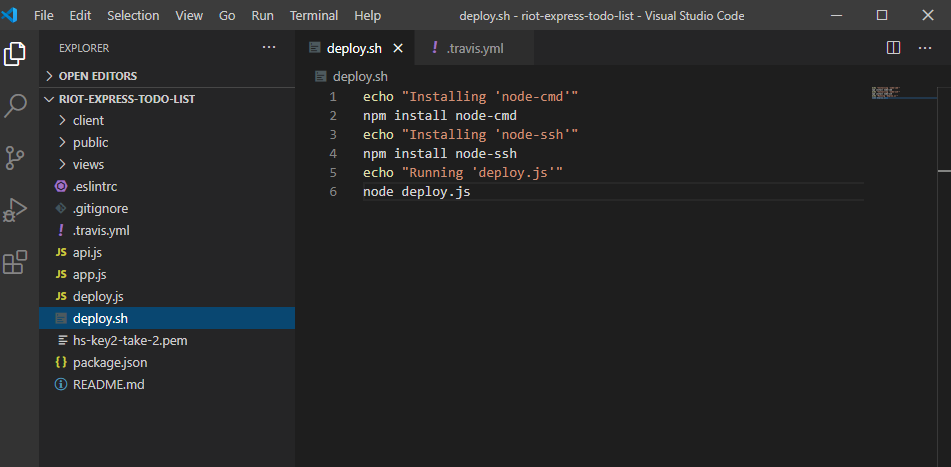 File Edit Selection View Go Run Terminal Help deploy.sh - riot-express-todo-list - Visual Studio Code
EXPLORER
OPEN EDITORS
RIOT-EXPRESS-TODO-LIST
client
public
views
.eslintrc
.gitignore
! .travis.yml
JS api.js
JS app.js
JS deploy.js
deploy.sh
hs-key2-take-2.pem
{} package.json
README.md
deploy.sh ! .travis.yml
deploy.sh
1 echo "Installing 'node-cmd'"
2 npm install node-cmd
3 echo "Installing 'node-ssh'"
4 npm install node-ssh
5 echo "Running 'deploy.js'"
6 node deploy.js